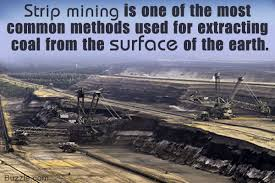 Strip mining is one of the most
common methods used for extracting
coal from the surface of the earth.
Buzzle.com